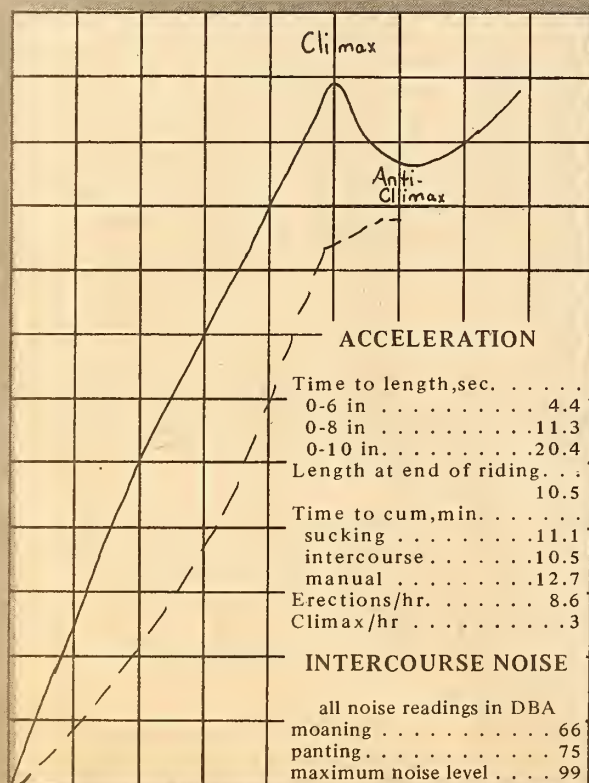 Climax
Anti-
Climax
ACCELERATION
Time to length,sec. . . . . .
0-6 in . . . . . . . . . . 4.4
0-8 in . . . . . . . . . .11.3
0-10 in. . . . . . . . . .20.4
Length at end of riding. . .
10.5
Time to cum,min. . . . . . .
sucking . . . . . . . . .11.1
intercourse . . . . . . .10.5
manual . . . . . . . . .12.7
Erections/hr. . . . . . . . 8.6
Climax/hr . . . . . . . . . .3
INTERCOURSE NOISE
all noise readings in DBA
moaning . . . . . . . . . . 66
panting. . . . . . . . . . . 75
maximum noise level . . . . 99